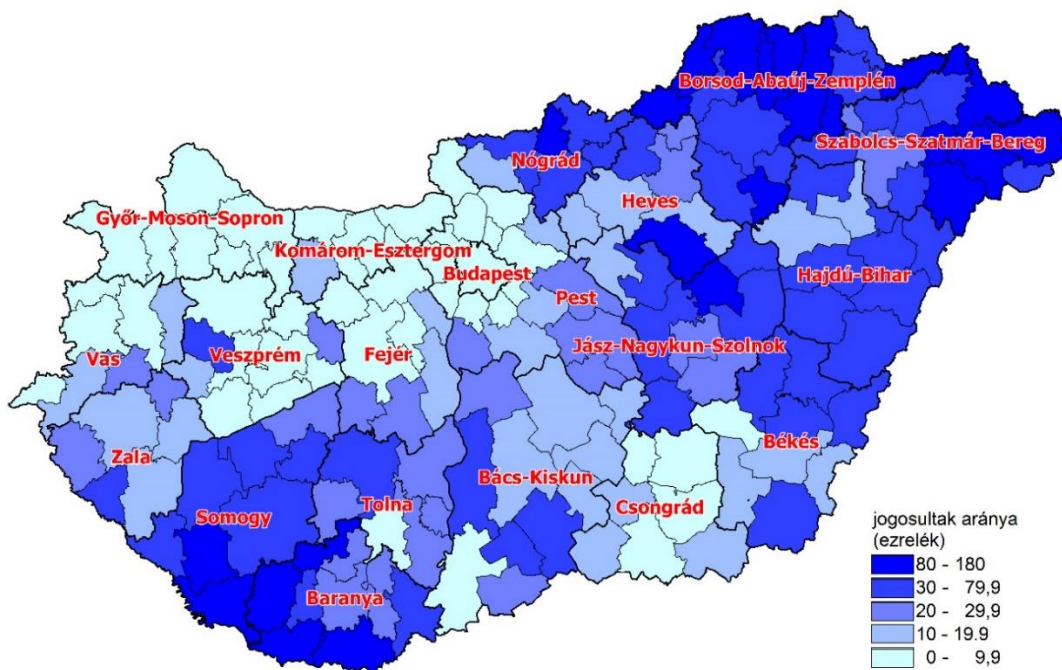 Borsod-Abaúj-Zemplén
Szabolcs-Szatmár-Bereg
Nógrád
Heves
Győr-Moson-Sopron
Komárom-Esztergom
Budapest
Hajdú-Bihar
Pest
Jász-Nagykun-Szolnok
Vas
Veszprém
Fejér
Békés
Zala
Bács-Kiskun
Tolna
Csongrád
Somogy
Baranya
jogosultak aránya
(ezrelék)
80 - 180
30 - 79,9
20 - 29,9
10 - 19.9
0 - 9,9